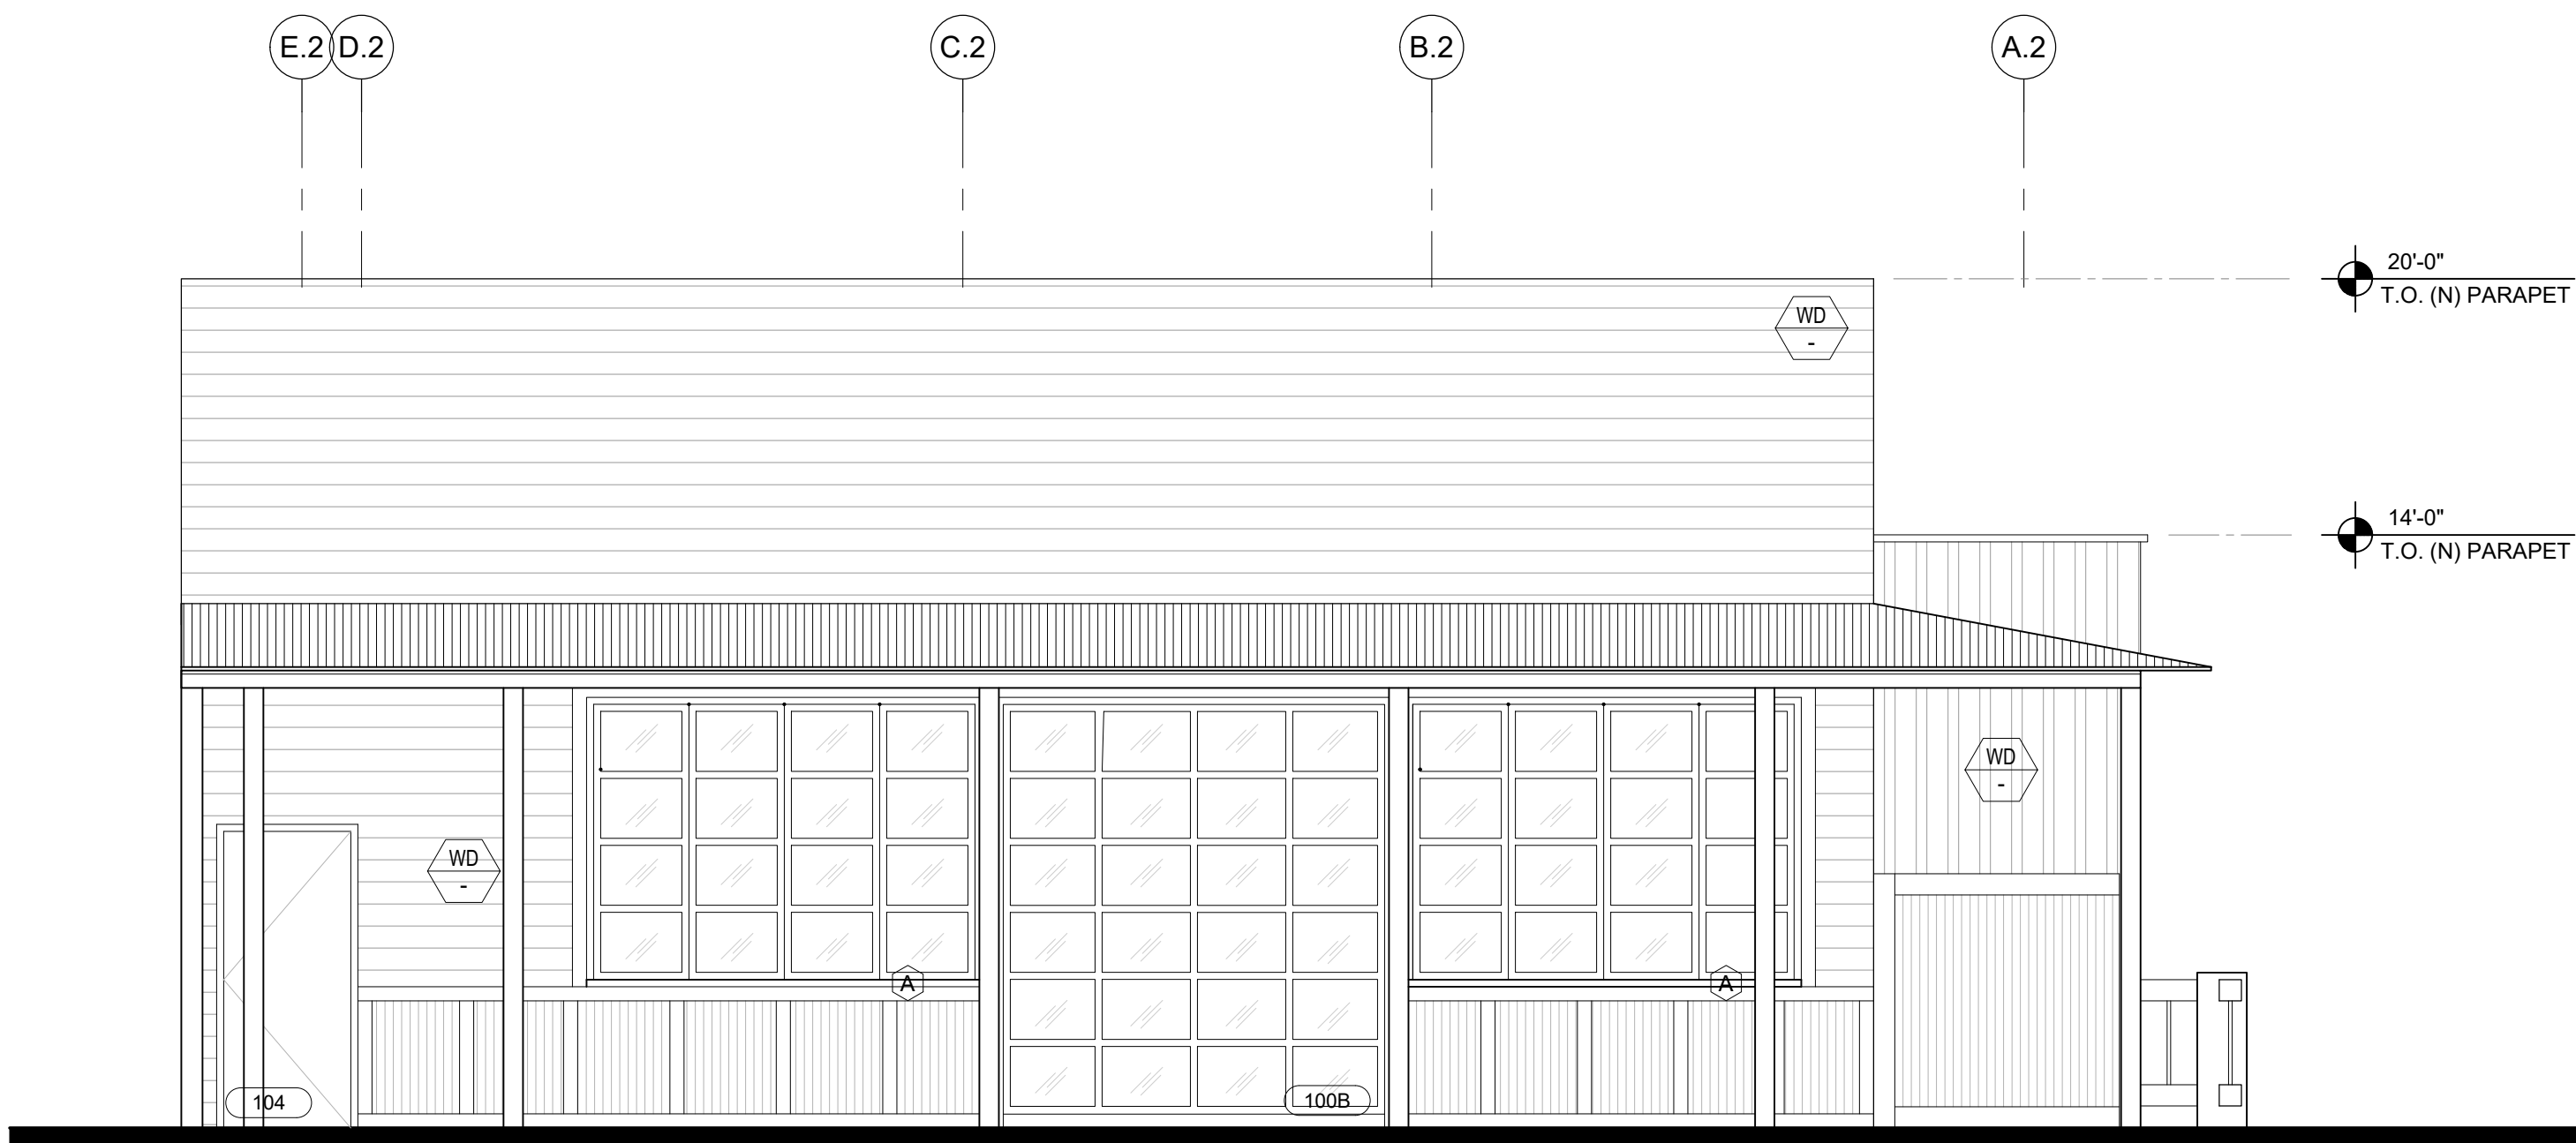 E.2 D.2 C.2 B.2 A.2
20'-0"
T.O. (N) PARAPET
WD
-
14'-0"
T.O. (N) PARAPET
WD
-
WD
-
A A
104 100B